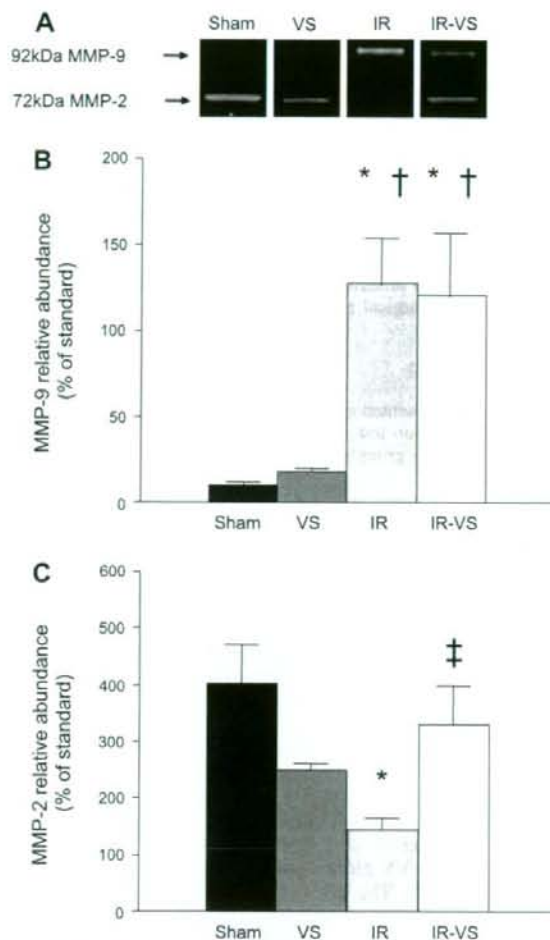 A
Sham VS IR IR-VS
92kDa MMP-9
72kDa MMP-2
B
MMP-9 relative abundance
(% of standard)
200
150
100
50
0
* † * †
Sham VS IR IR-VS
C
MMP-2 relative abundance
(% of standard)
600
500
400
300
200
100
0
*
‡
Sham VS IR IR-VS